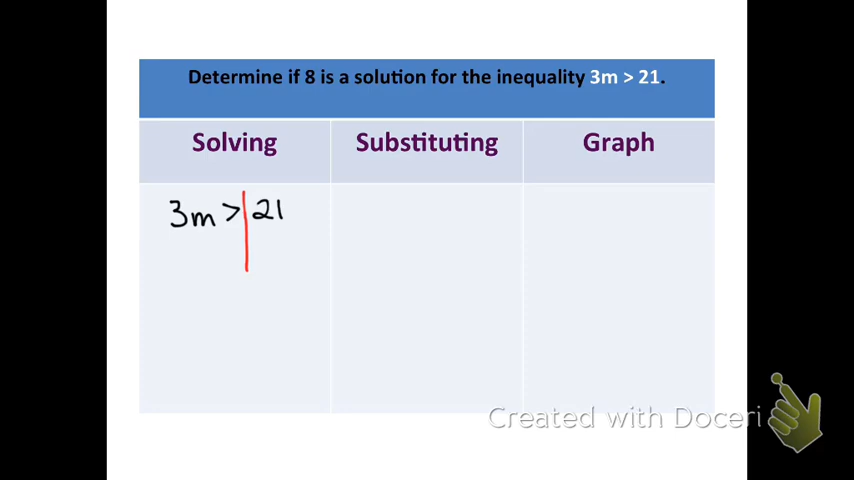 Determine if 8 is a solution for the inequality 3m > 21.
Solving Substituting Graph
3m > 21
Created with Doceri